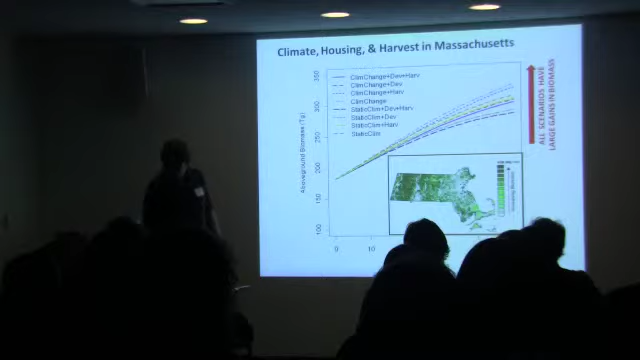 Climate, Housing, & Harvest in Massachusetts
ClimChange+Dev+Harv
ClimChange+Dev
ClimChange+Harv
ClimChange
StaticClim+Dev+Harv
StaticClim+Dev
StaticClim+Harv
StaticClim
Aboveground Biomass (Tg)
350
300
250
200
150
100
0
10
ALL SCENARIOS HAVE
LARGE GAINS IN BIOMASS